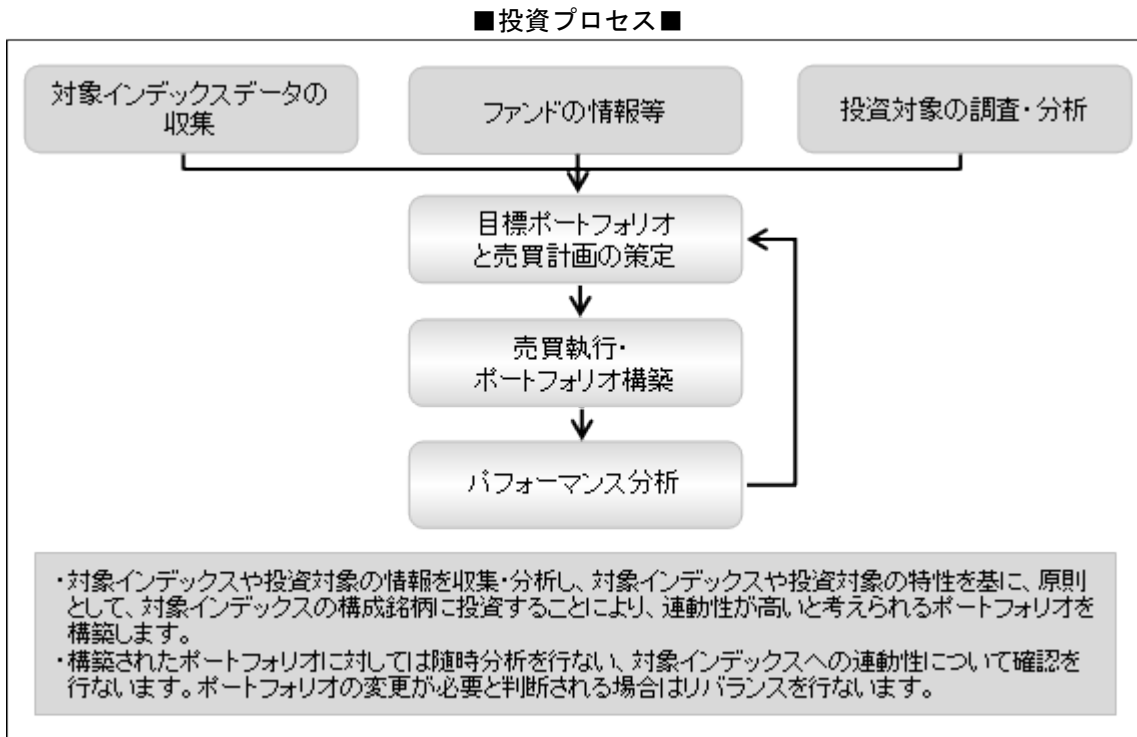 ■投資プロセス■
対象インデックスデータの
収集
ファンドの情報等
投資対象の調査・分析
目標ポートフォリオ
と売買計画の策定
売買執行・
ポートフォリオ構築
パフォーマンス分析
・対象インデックスや投資対象の情報を収集・分析し、対象インデックスや投資対象の特性を基に、原則
として、対象インデックスの構成銘柄に投資することにより、連動性が高いと考えられるポートフォリオを
構築します。
・構築されたポートフォリオに対しては随時分析を行ない、対象インデックスへの連動性について確認を
行ないます。ポートフォリオの変更が必要と判断される場合はリバランスを行ないます。